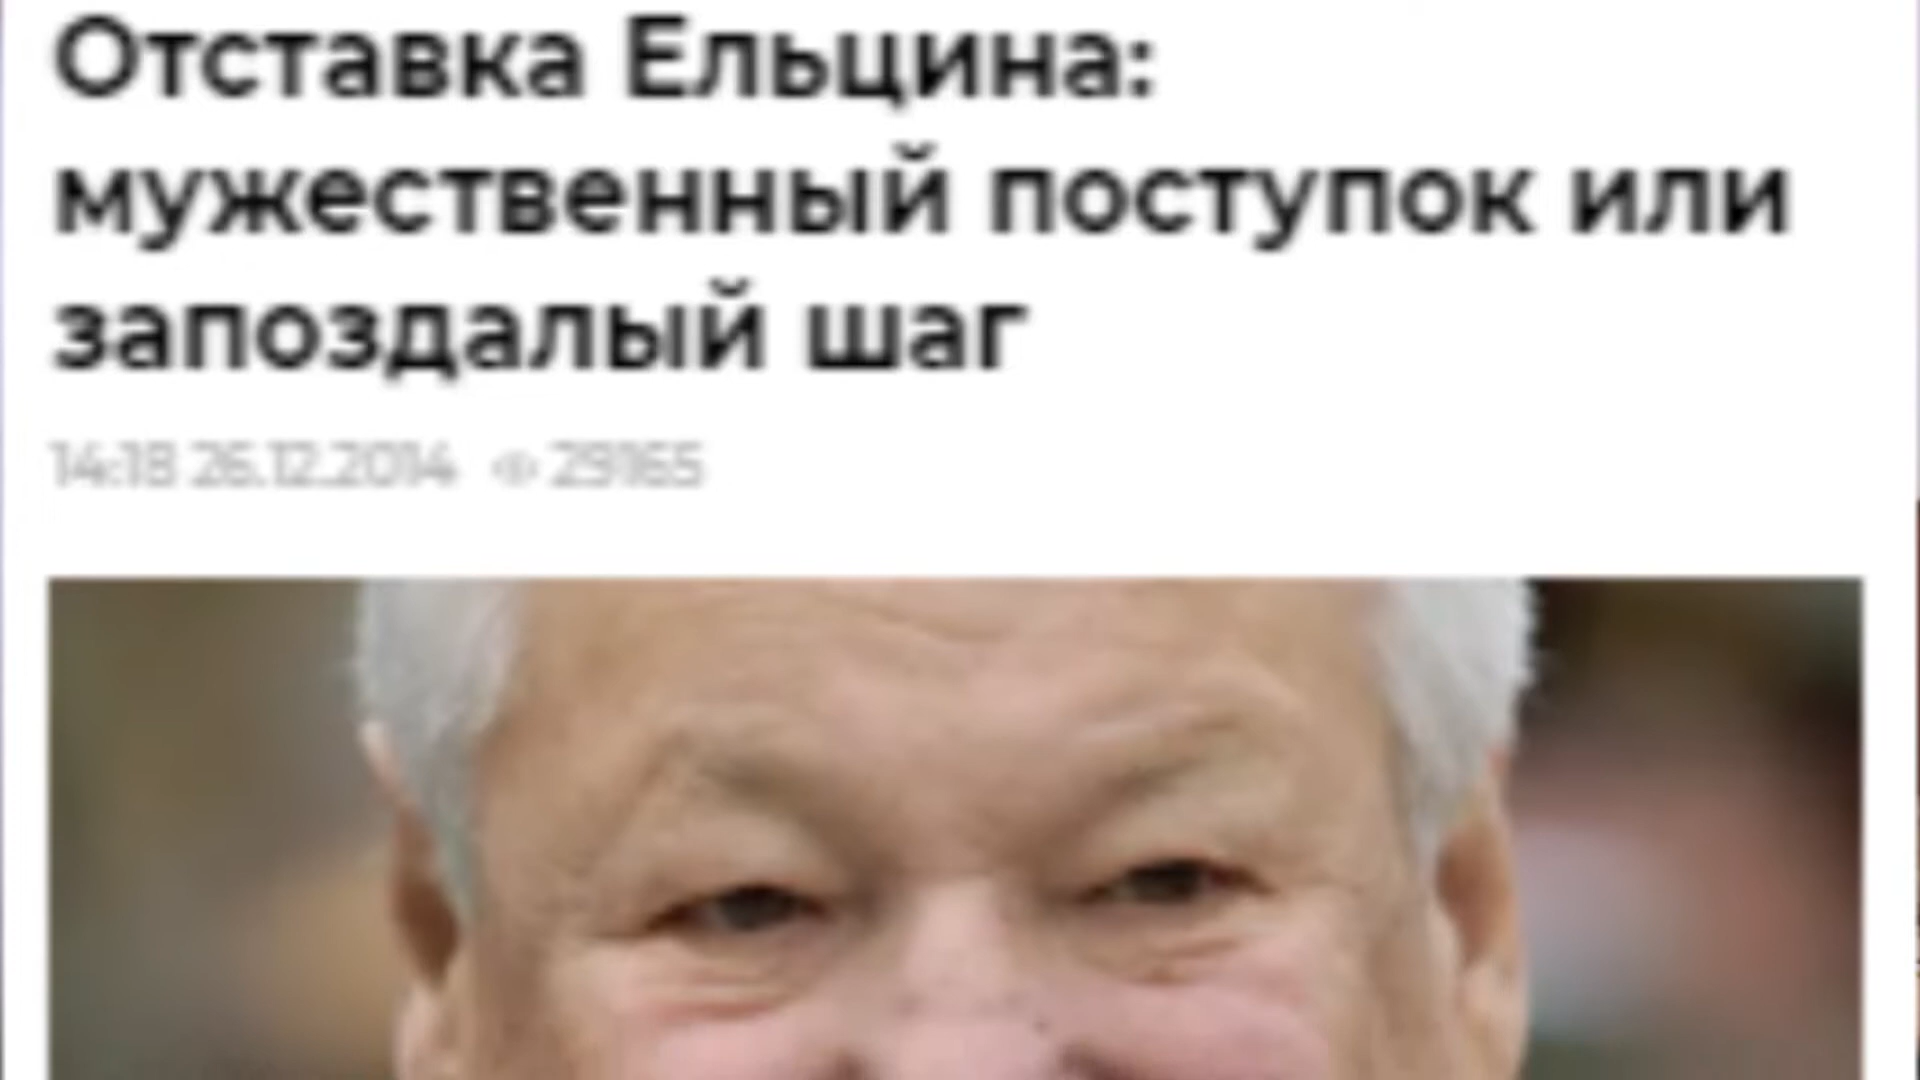 Отставка Ельцина:
мужественный поступок или
запоздалый шаг
14:18 26.12.2014 29165